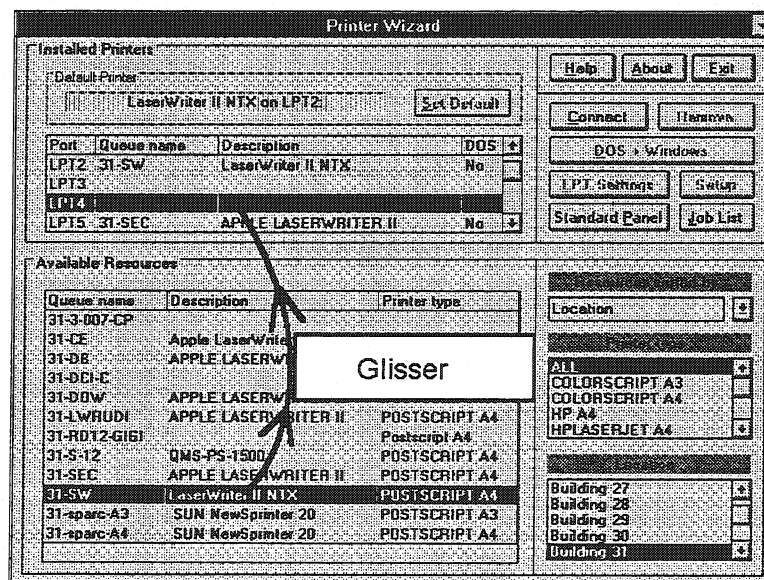 Printer Wizard
Installed Printers
Default Printer
LaserWriter II NTX on LPT2:
Set Default
Help About Exit
Connect Remove
DOS + Windows
LPT Settings Setup
Standard Panel Job List
Port Queue name Description DOS
LPT2 31-SW LaserWriter II NTX No
LPT3
LPT4
LPT5 31-SEC APPLE LASERWRITER II No
Available Resources
Queue name Description Printer type
31-3-007-CP
31-CE Apple LaserWrite
31-DB APPLE LASERW
31-DCI-C
31-DOW APPLE LASERW
31-LWRUDI APPLE LASERWRITER II POSTSCRIPT A4
31-RD12-GIGI Postscript A4
31-S-12 QMS-PS-1500
31-SEC APPLE LASERWRITER II POSTSCRIPT A4
31-SW LaserWriter II NTX POSTSCRIPT A4
31-sparc-A3 SUN NewSprinter 20 POSTSCRIPT A3
31-sparc-A4 SUN NewSprinter 20 POSTSCRIPT A4
Glisser
Location
ALL
COLORSCRIPT A3
COLORSCRIPT A4
HP A4
HPLASERJET A4
Location
Building 27
Building 28
Building 29
Building 30
Building 31